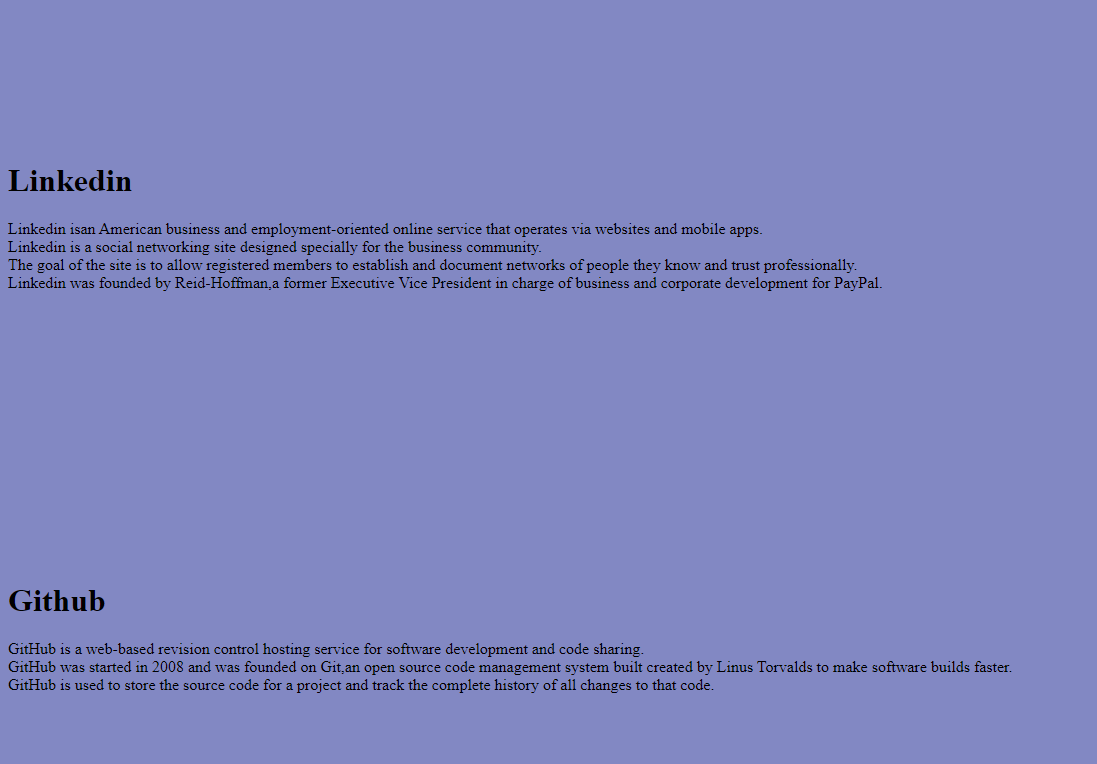 Linkedin
Linkedin isan American business and employment-oriented online service that operates via websites and mobile apps.
Linkedin is a social networking site designed specially for the business community.
The goal of the site is to allow registered members to establish and document networks of people they know and trust professionally.
Linkedin was founded by Reid-Hoffman,a former Executive Vice President in charge of business and corporate development for PayPal.
Github
GitHub is a web-based revision control hosting service for software development and code sharing.
GitHub was started in 2008 and was founded on Git,an open source code management system built created by Linus Torvalds to make software builds faster.
GitHub is used to store the source code for a project and track the complete history of all changes to that code.